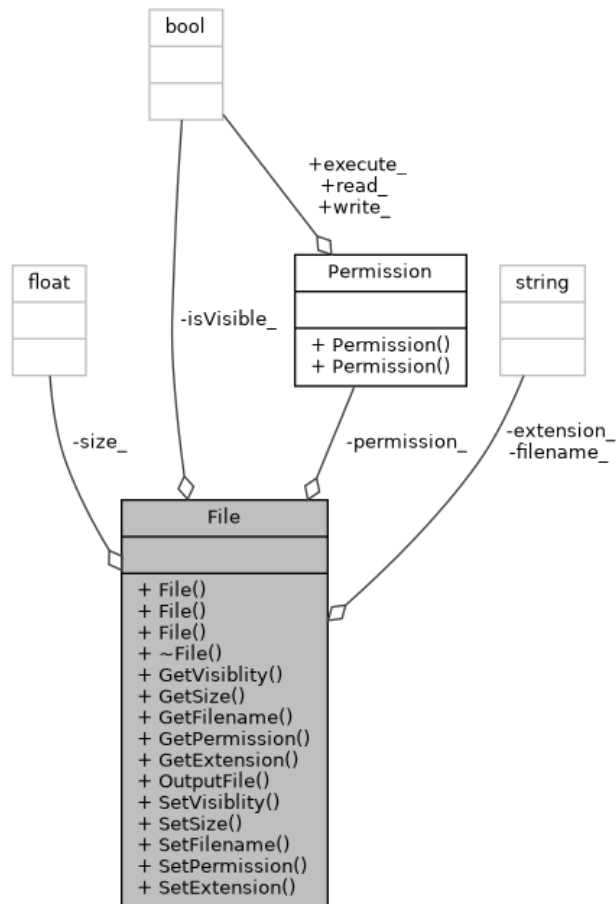 bool
+execute_
+read_
+write_
float
Permission
string
-isVisible_
+ Permission()
+ Permission()
-size_
-permission_
-extension_
-filename_
File
+ File()
+ File()
+ File()
+ ~File()
+ GetVisiblity()
+ GetSize()
+ GetFilename()
+ GetPermission()
+ GetExtension()
+ OutputFile()
+ SetVisiblity()
+ SetSize()
+ SetFilename()
+ SetPermission()
+ SetExtension()